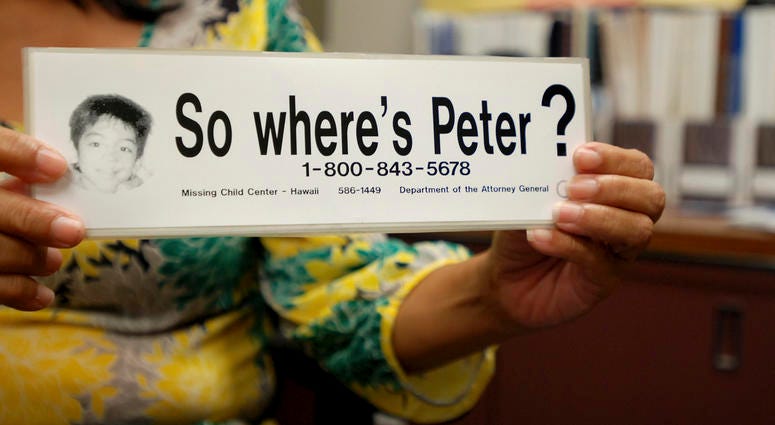 So where's Peter?
1-800-843-5678
Missing Child Center - Hawaii 586-1449 Department of the Attorney General